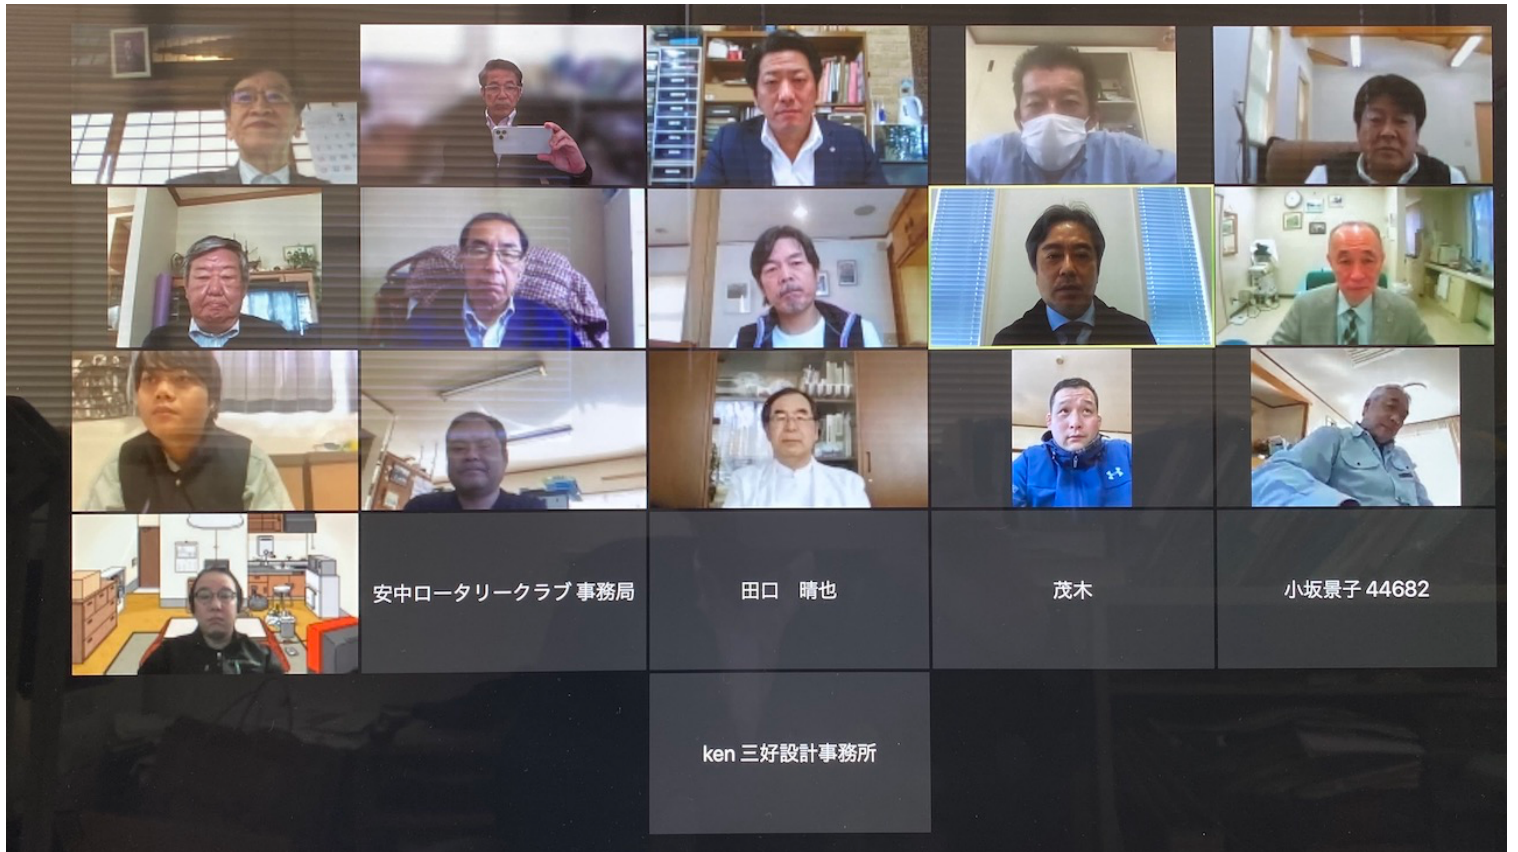 安中ロータリークラブ 事務局
田口　晴也
茂木
小坂景子 44682
ken 三好設計事務所